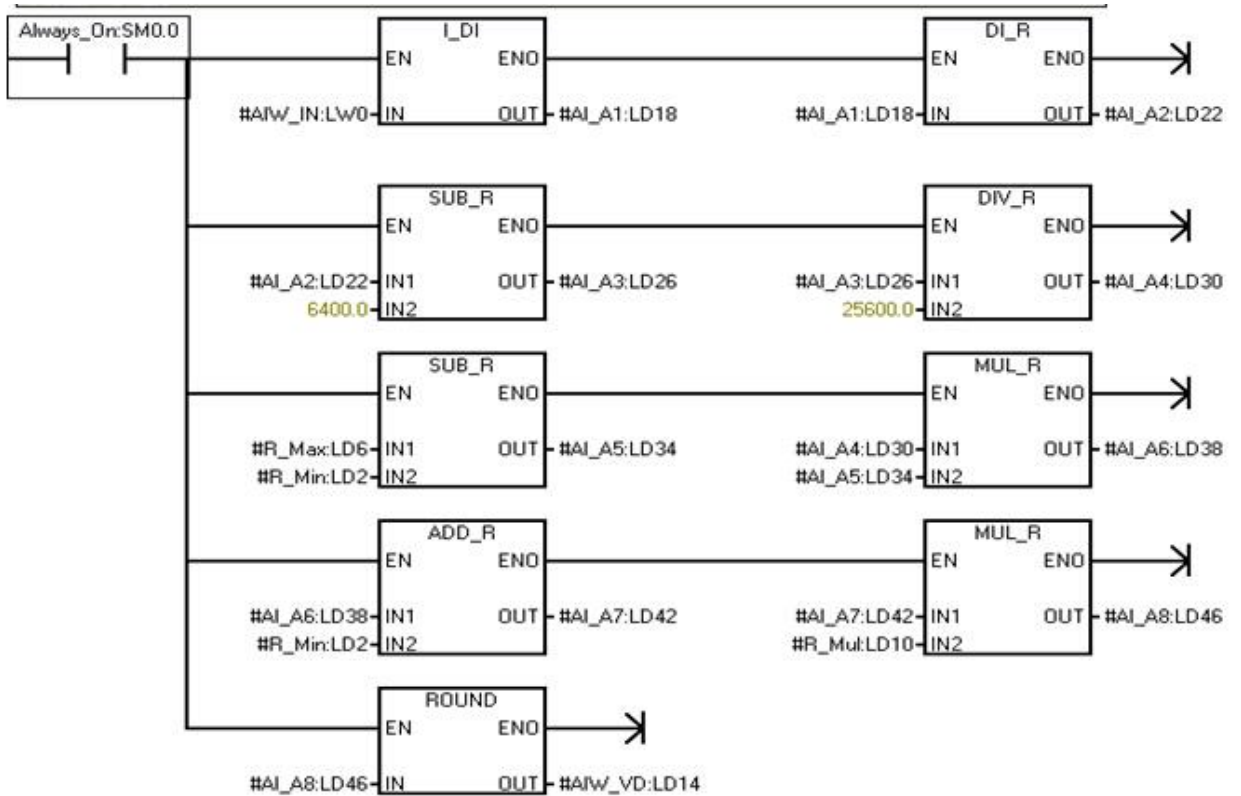 Always_On:SM0.0
I_DI
DI_R
EN ENO
EN ENO
#AIW_IN:LW0 IN OUT #AI_A1:LD18
#AI_A1:LD18 IN OUT #AI_A2:LD22
SUB_R
DIV_R
EN ENO
EN ENO
#AI_A2:LD22 IN1 OUT #AI_A3:LD26
#AI_A3:LD26 IN1 OUT #AI_A4:LD30
6400.0 IN2
25600.0 IN2
SUB_R
MUL_R
EN ENO
EN ENO
#R_Max:LD6 IN1 OUT #AI_A5:LD34
#AI_A4:LD30 IN1 OUT #AI_A6:LD38
#R_Min:LD2 IN2
#AI_A5:LD34 IN2
ADD_R
MUL_R
EN ENO
EN ENO
#AI_A6:LD38 IN1 OUT #AI_A7:LD42
#AI_A7:LD42 IN1 OUT #AI_A8:LD46
#R_Min:LD2 IN2
#R_Mul:LD10 IN2
ROUND
EN ENO
#AI_A8:LD46 IN OUT #AIW_VD:LD14